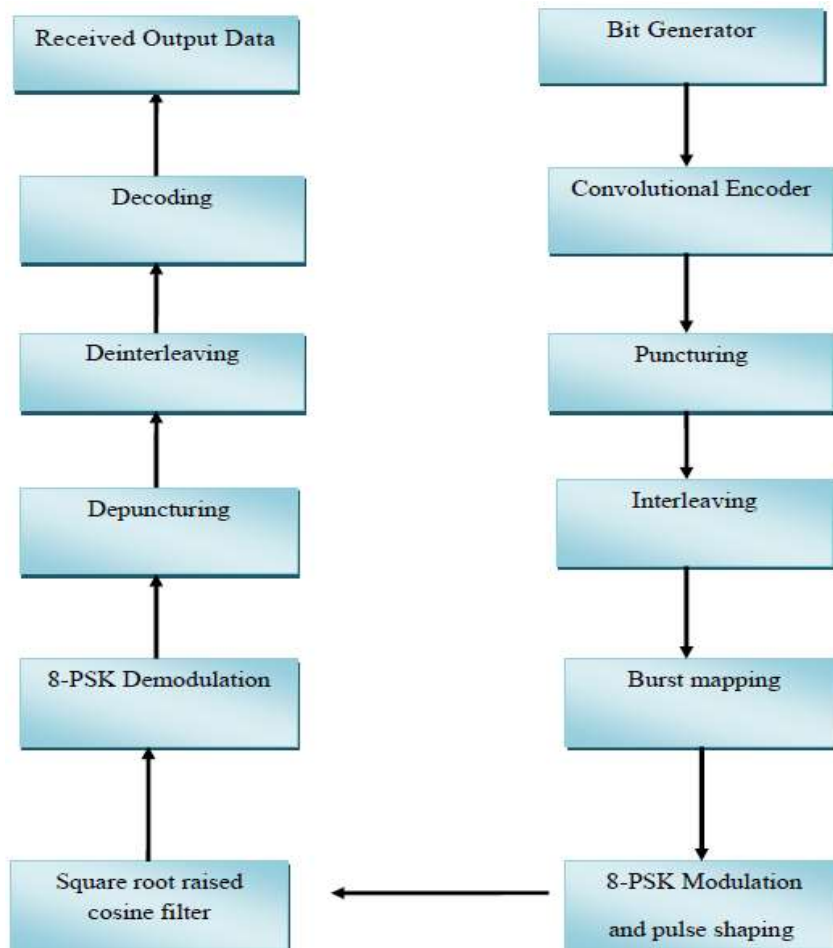 Received Output Data
Bit Generator
Decoding
Convolutional Encoder
Deinterleaving
Puncturing
Depuncturing
Interleaving
8-PSK Demodulation
Burst mapping
Square root raised
cosine filter
8-PSK Modulation
and pulse shaping